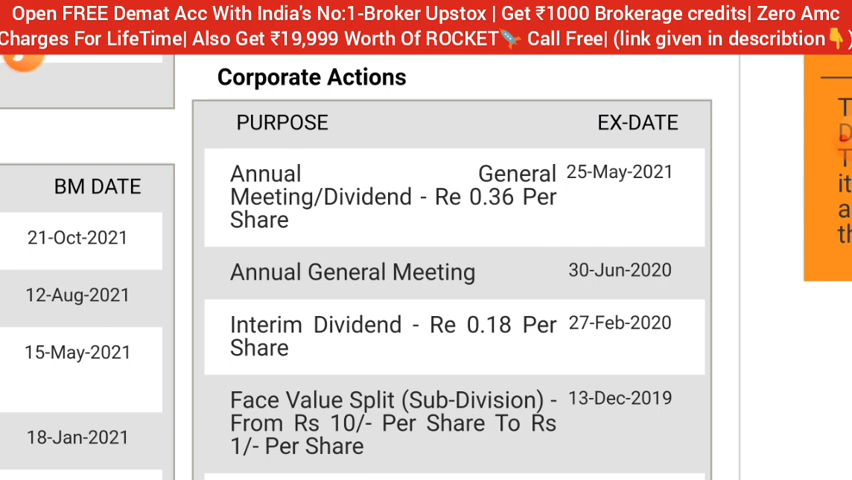 Open FREE Demat Acc With India's No:1-Broker Upstox | Get ₹1000 Brokerage credits| Zero Amc
Charges For LifeTime| Also Get ₹19,999 Worth Of ROCKET🚀 Call Free| (link given in describtion👇)
Corporate Actions
PURPOSE EX-DATE
Annual General 25-May-2021
Meeting/Dividend - Re 0.36 Per
Share
Annual General Meeting 30-Jun-2020
Interim Dividend - Re 0.18 Per 27-Feb-2020
Share
Face Value Split (Sub-Division) - 13-Dec-2019
From Rs 10/- Per Share To Rs
1/- Per Share
BM DATE
21-Oct-2021
12-Aug-2021
15-May-2021
18-Jan-2021